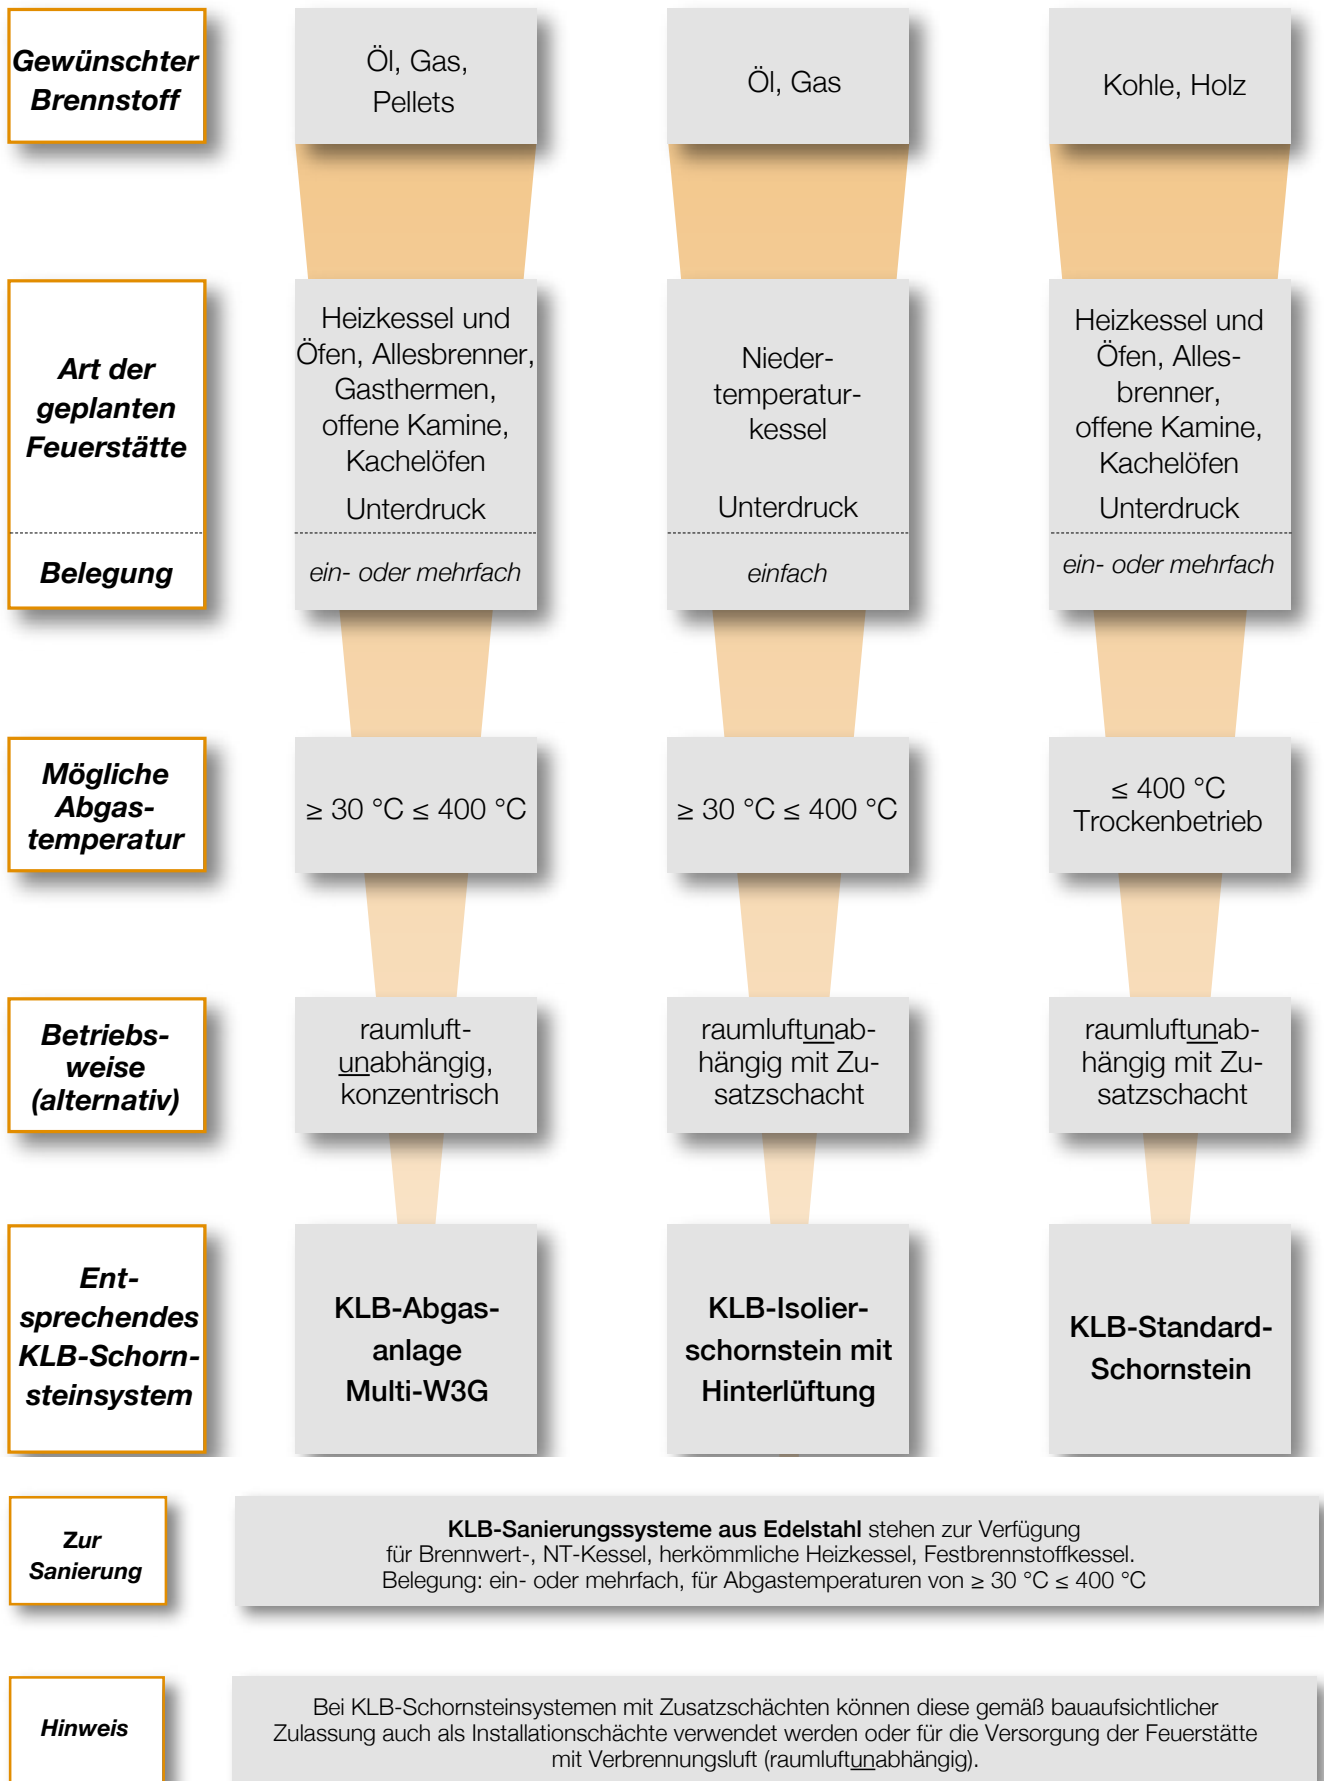 Gewünschter
Brennstoff
Öl, Gas,
Pellets
Öl, Gas
Kohle, Holz
Art der
geplanten
Feuerstätte
Belegung
Heizkessel und
Öfen, Allesbrenner,
Gasthermen,
offene Kamine,
Kachelöfen
Unterdruck
ein- oder mehrfach
Nieder-
temperatur-
kessel
Unterdruck
einfach
Heizkessel und
Öfen, Alles-
brenner,
offene Kamine,
Kachelöfen
Unterdruck
ein- oder mehrfach
Mögliche
Abgas-
temperatur
≥ 30 °C ≤ 400 °C
≥ 30 °C ≤ 400 °C
≤ 400 °C
Trockenbetrieb
Betriebs-
weise
(alternativ)
raumluft-
unabhängig,
konzentrisch
raumluftunab-
hängig mit Zu-
satzschacht
raumluftunab-
hängig mit Zu-
satzschacht
Ent-
sprechendes
KLB-Schorn-
steinsystem
KLB-Abgas-
anlage
Multi-W3G
KLB-Isolier-
schornstein mit
Hinterlüftung
KLB-Standard-
Schornstein
Zur
Sanierung
KLB-Sanierungssysteme aus Edelstahl stehen zur Verfügung
für Brennwert-, NT-Kessel, herkömmliche Heizkessel, Festbrennstoffkessel.
Belegung: ein- oder mehrfach, für Abgastemperaturen von ≥ 30 °C ≤ 400 °C
Hinweis
Bei KLB-Schornsteinsystemen mit Zusatzschächten können diese gemäß bauaufsichtlicher
Zulassung auch als Installationschächte verwendet werden oder für die Versorgung der Feuerstätte
mit Verbrennungsluft (raumluftunabhängig).